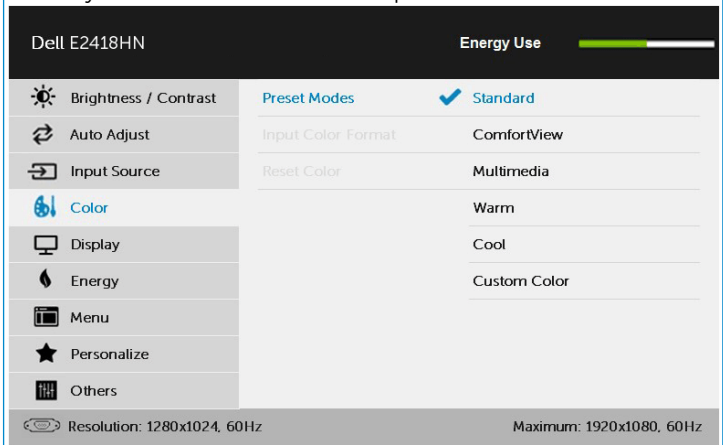 Dell E2418HN
Energy Use
Brightness / Contrast
Auto Adjust
Input Source
Color
Display
Energy
Menu
Personalize
Others
Preset Modes
Input Color Format
Reset Color
Standard
ComfortView
Multimedia
Warm
Cool
Custom Color
Resolution: 1280x1024, 60Hz
Maximum: 1920x1080, 60Hz